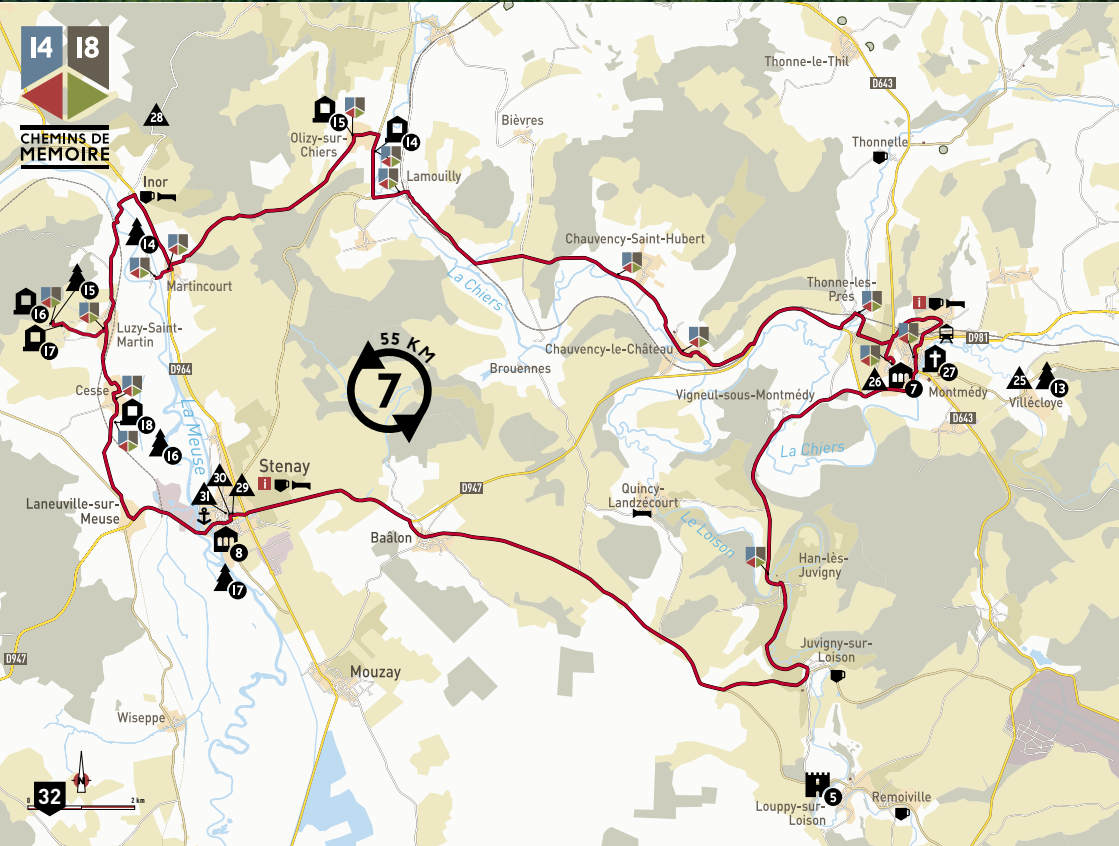 14 18
CHEMINS DE
MEMOIRE
28
Inor
14
Martincourt
15
16
17
Luzy-Saint-
Martin
Cesse
18
16
D964
La Meuse
Laneuville-sur-
Meuse
30
29
31
Stenay
i
8
17
D947
Wiseppe
Mouzay
N
32
0
2 km
15
Olizy-sur-
Chiers
14
Lamouilly
Bièvres
La Chiers
55 KM
7
Brouennes
D947
Baâlon
Chauvency-Saint-Hubert
Chauvency-le-Château
Vigneul-sous-Montmédy
Quincy-
Landzécourt
Le Loison
Han-lès-
Juvigny
Juvigny-sur-
Loison
5
Louppy-sur-
Loison
Remoiville
La Chiers
Thonne-le-Thil
D643
Thonnelle
Thonne-les-
Prés
i
D981
26
7
27
Montmédy
D643
25
13
Villécloye